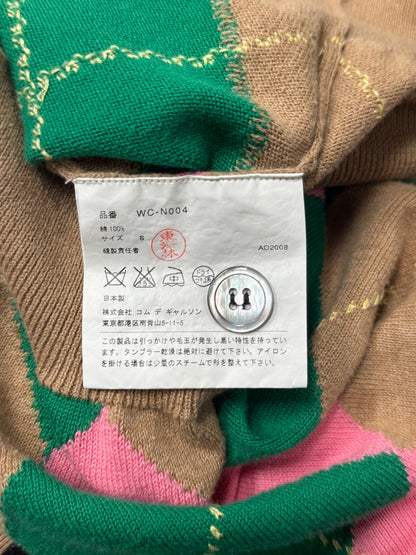 品番 WC-N004
綿 100%
サイズ S
縫製責任者
AD2008
日本製
株式会社 コム デ ギャルソン
東京都港区南青山5-11-5
この製品は引っかけや毛玉が発生し易い特性を持ってい
ます。タンブラー乾燥は絶対に避けて下さい。アイロン
を掛ける場合は少量のスチームで形を整えて下さい。